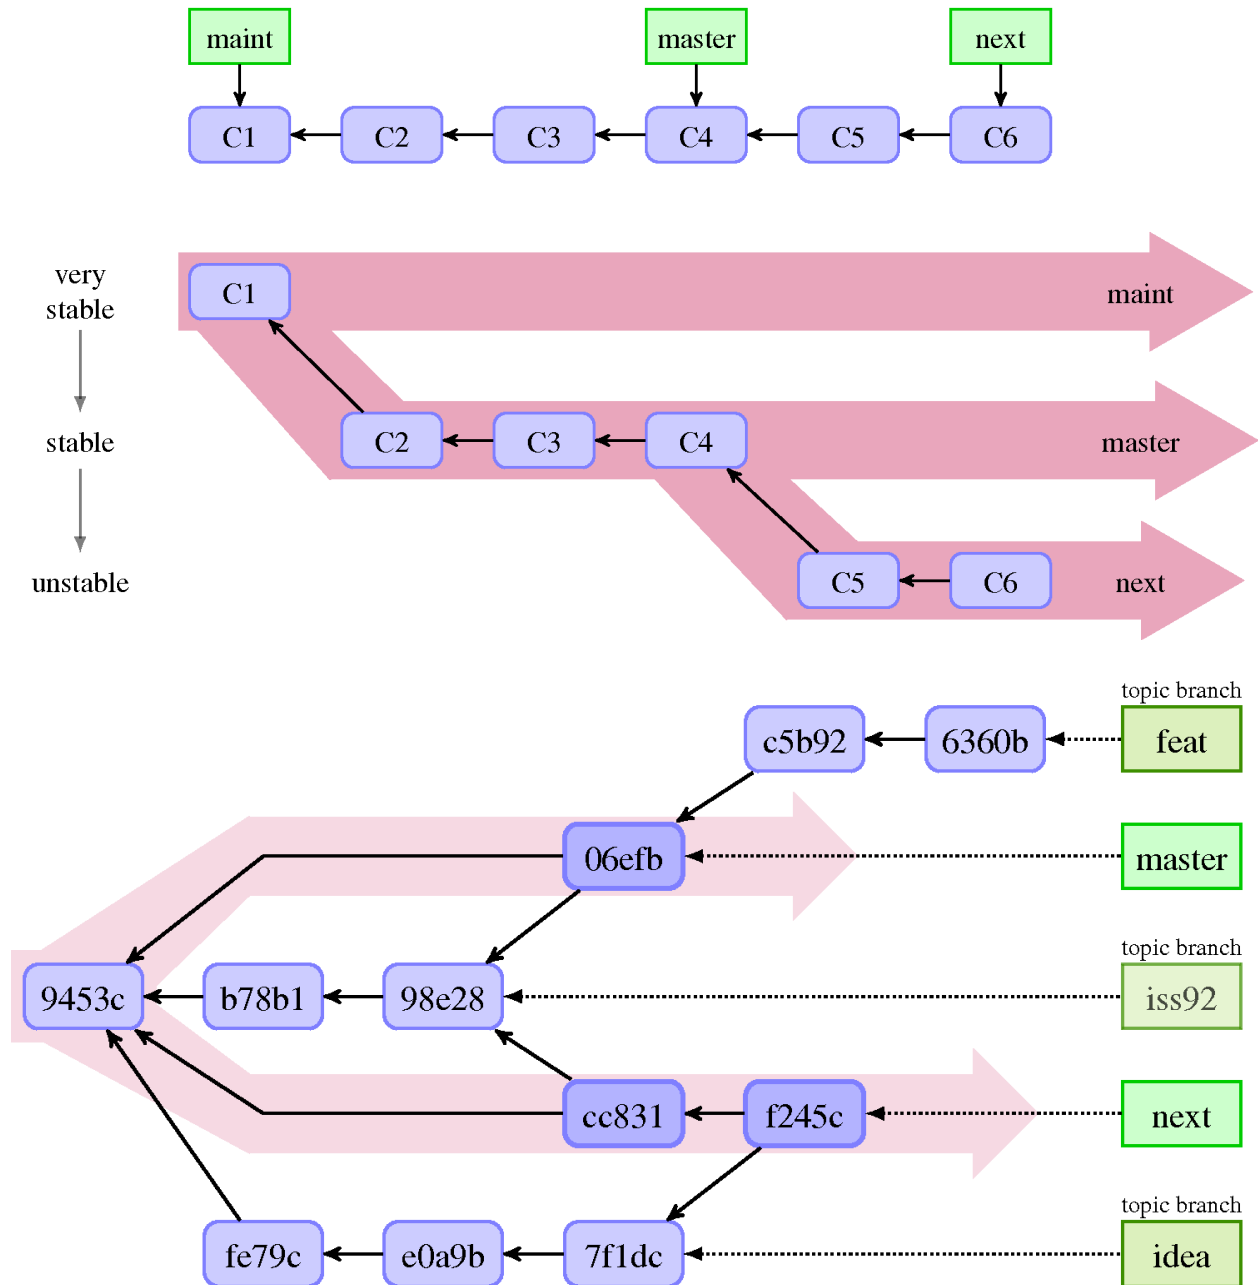 maint
master
next
C1
C2
C3
C4
C5
C6
very
stable
C1
maint
stable
C2
C3
C4
master
unstable
C5
C6
next
topic branch
c5b92
6360b
feat
06efb
master
topic branch
9453c
b78b1
98e28
iss92
cc831
f245c
next
topic branch
fe79c
e0a9b
7f1dc
idea